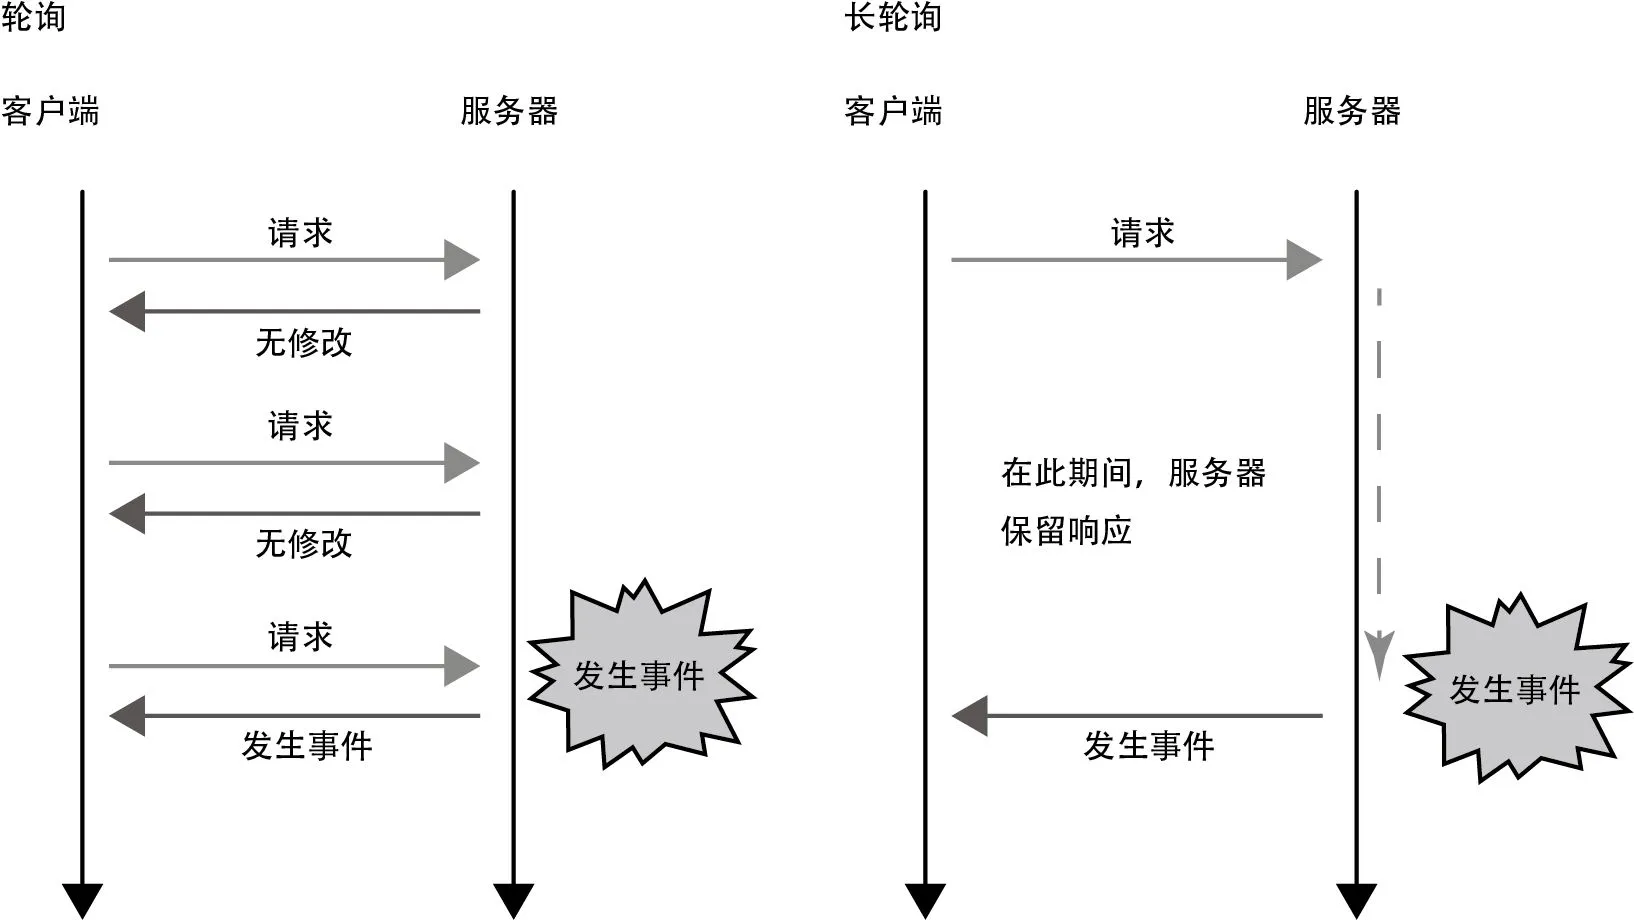 轮询
客户端
服务器
请求
无修改
请求
无修改
请求
发生事件
发生事件
长轮询
客户端
服务器
请求
在此期间，服务器
保留响应
发生事件
发生事件